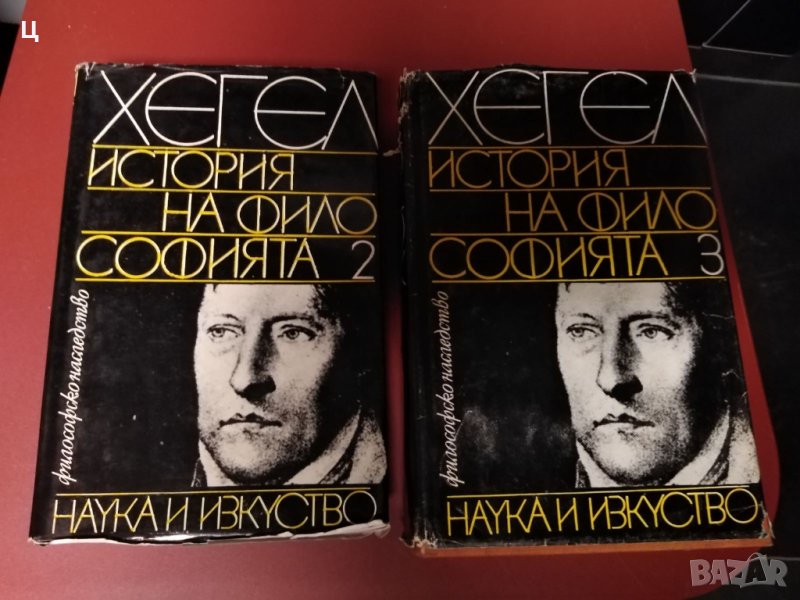 Ц
ХЕГЕЛ
ИСТОРИЯ
НА ФИЛО
СОФИЯТА 2
философско наследство
НАУКА И ИЗКУСТВО
ХЕГЕЛ
ИСТОРИЯ
НА ФИЛО
СОФИЯТА 3
философско наследство
НАУКА И ИЗКУСТВО
BAZAR